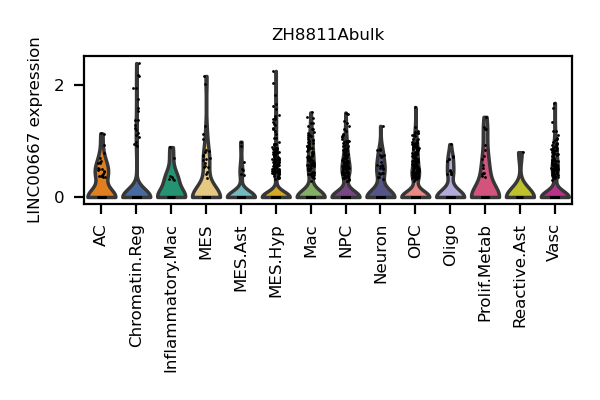 ZH8811Abulk
LINC00667 expression
2
0
AC
Chromatin.Reg
Inflammatory.Mac
MES
MES.Ast
MES.Hyp
Mac
NPC
Neuron
OPC
Oligo
Prolif.Metab
Reactive.Ast
Vasc